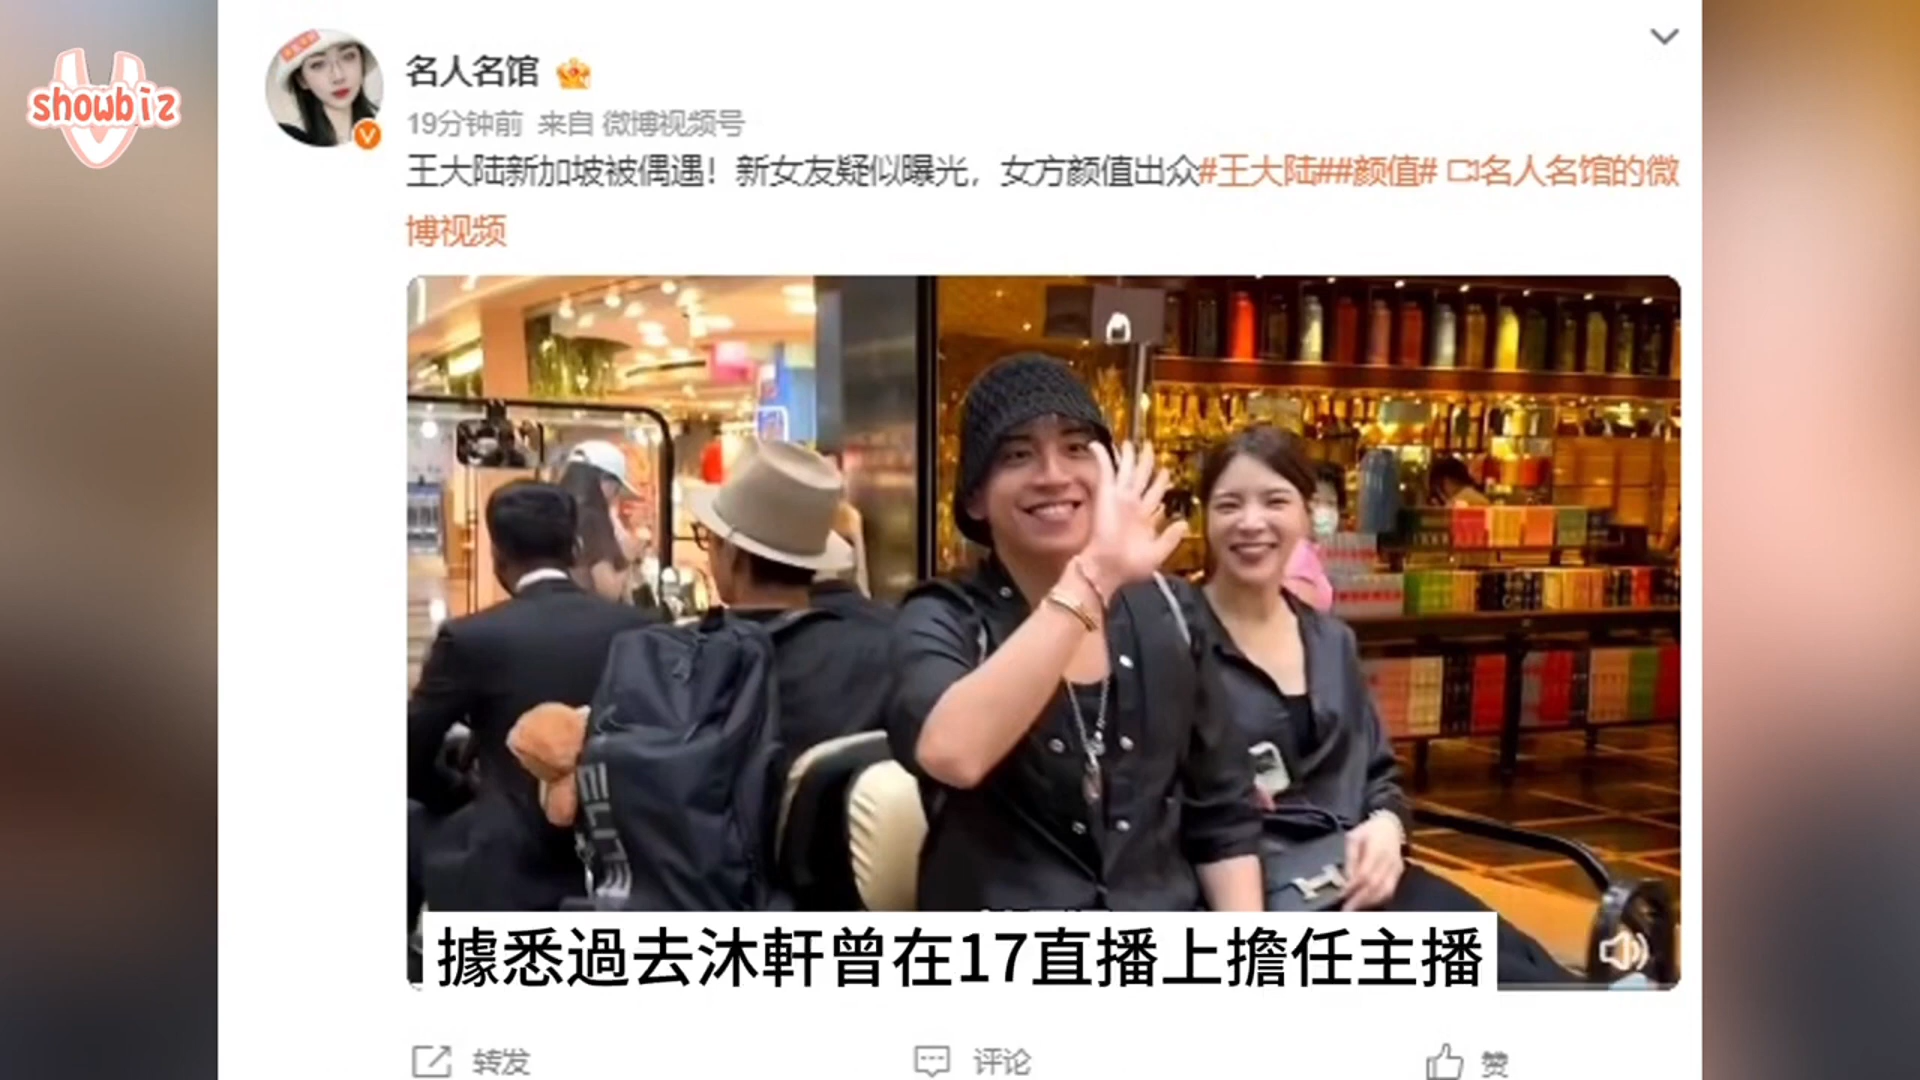 showbiz
名人名馆
19分钟前 来自 微博视频号
王大陆新加坡被偶遇！新女友疑似曝光，女方颜值出众#王大陆##颜值# 名人名馆的微
博视频
ELITE
據悉過去沐軒曾在17直播上擔任主播
转发
评论
赞